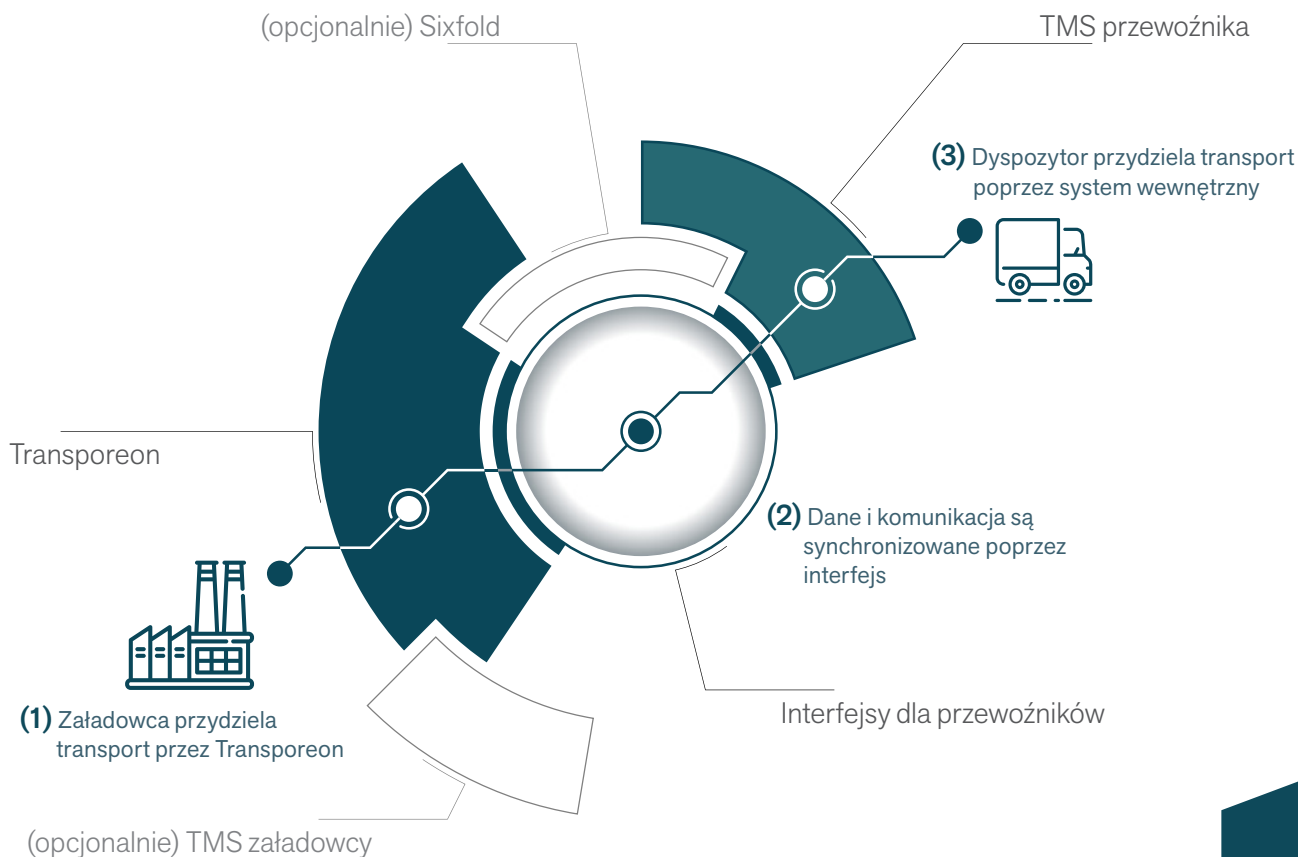 (opcjonalnie) Sixfold
TMS przewoźnika
(3) Dyspozytor przydziela transport
poprzez system wewnętrzny
Transporeon
(2) Dane i komunikacja są
synchronizowane poprzez
interfejs
(1) Załadowca przydziela
transport przez Transporeon
Interfejsy dla przewoźników
(opcjonalnie) TMS załadowcy